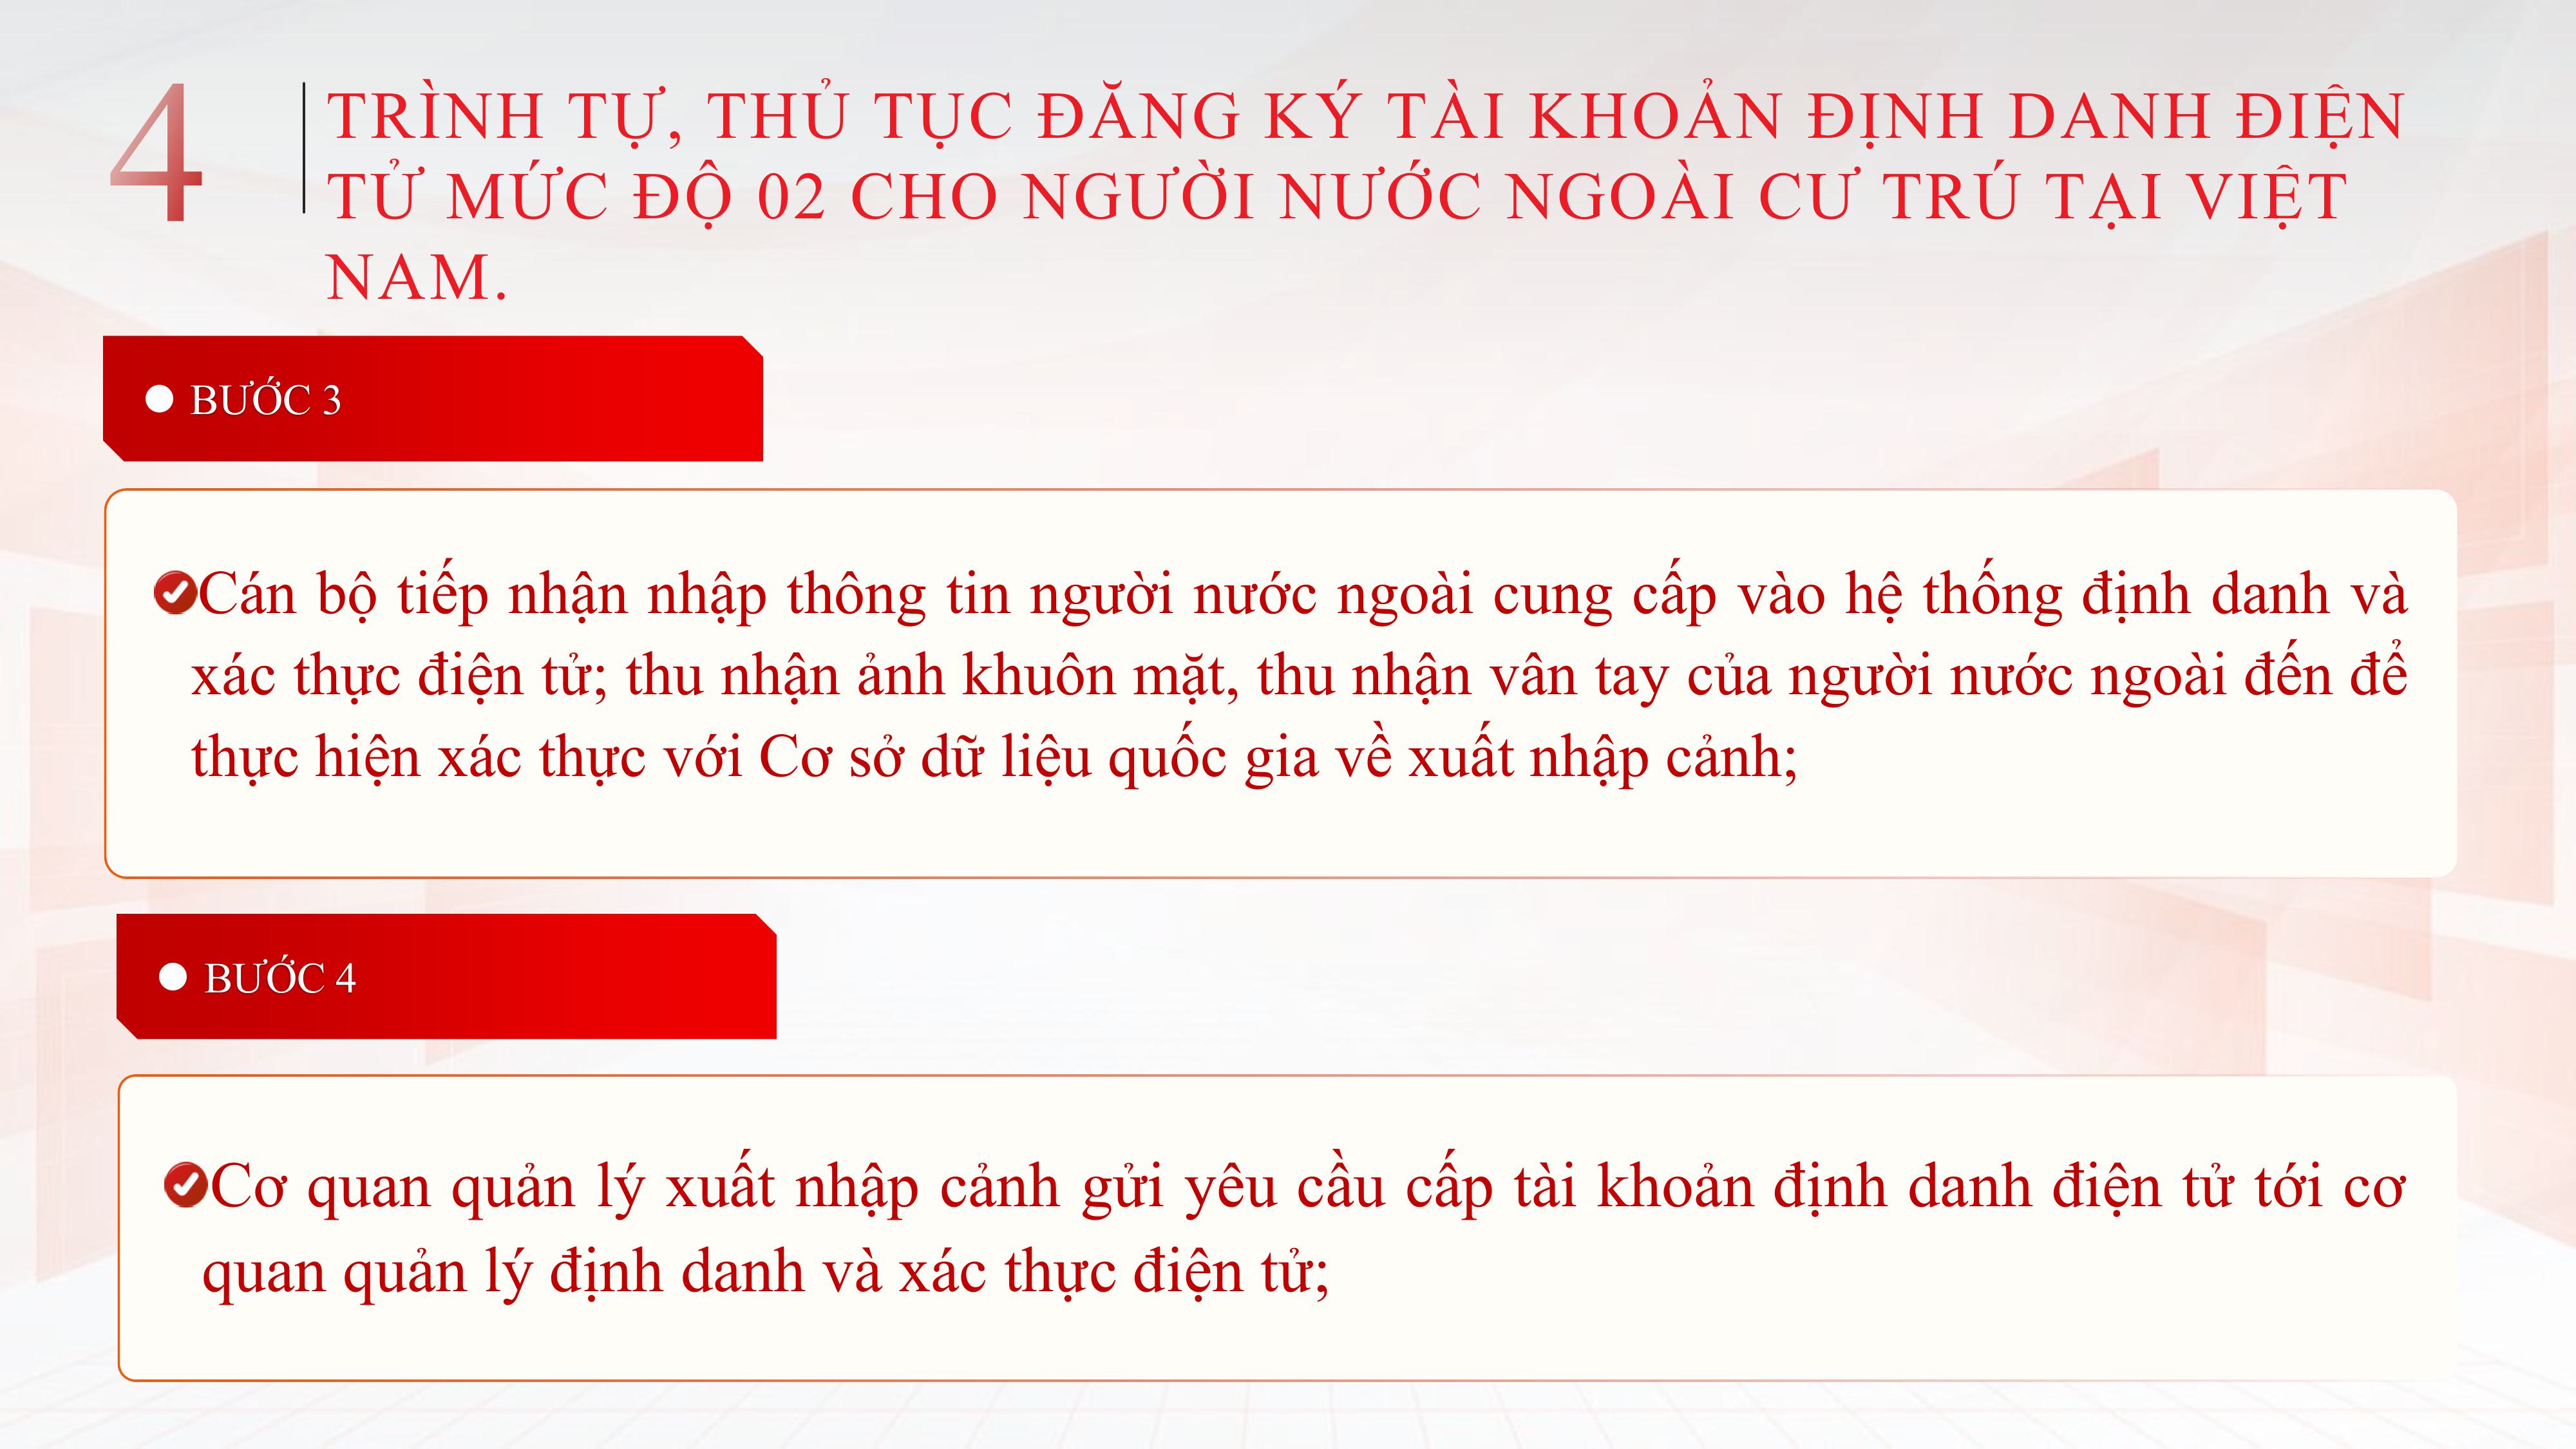 4
TRÌNH TỰ, THỦ TỤC ĐĂNG KÝ TÀI KHOẢN ĐỊNH DANH ĐIỆN
TỬ MỨC ĐỘ 02 CHO NGƯỜI NƯỚC NGOÀI CƯ TRÚ TẠI VIỆT
NAM.
BƯỚC 3
Cán bộ tiếp nhận nhập thông tin người nước ngoài cung cấp vào hệ thống định danh và
xác thực điện tử; thu nhận ảnh khuôn mặt, thu nhận vân tay của người nước ngoài đến để
thực hiện xác thực với Cơ sở dữ liệu quốc gia về xuất nhập cảnh;
BƯỚC 4
Cơ quan quản lý xuất nhập cảnh gửi yêu cầu cấp tài khoản định danh điện tử tới cơ
quan quản lý định danh và xác thực điện tử;